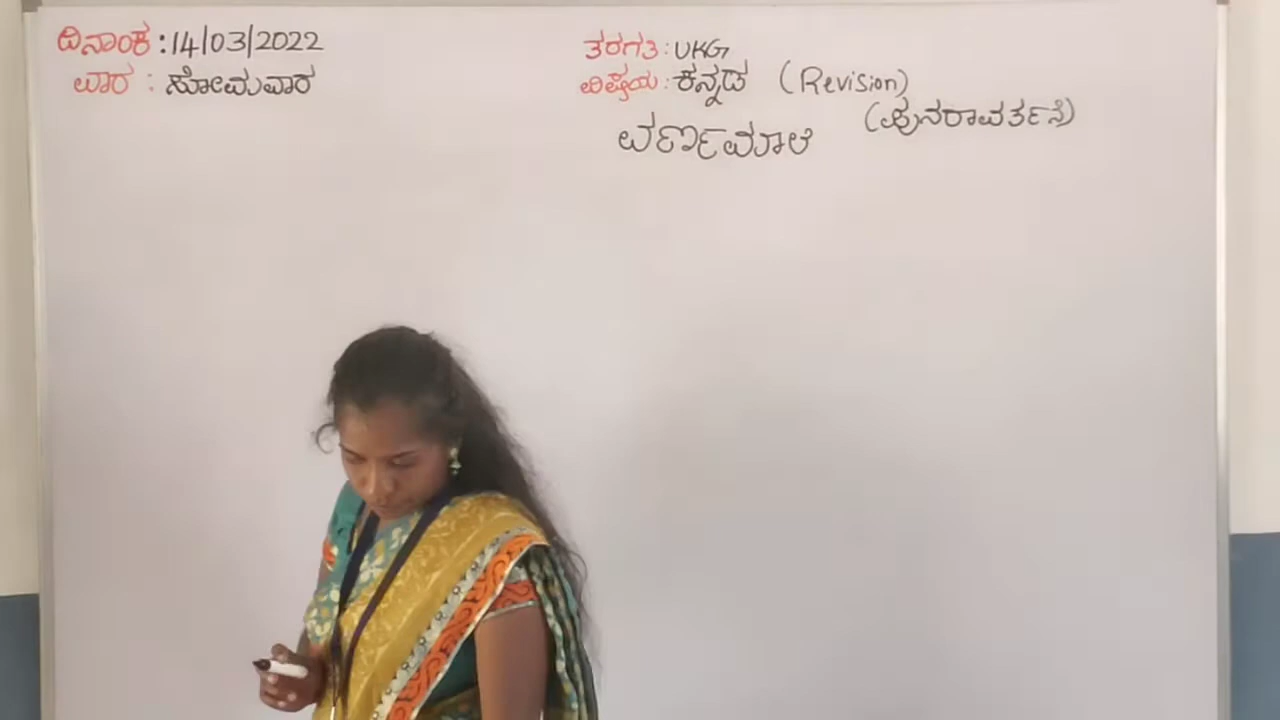 ದಿನಾಂಕ : 14/03/2022
ವಾರ : ಸೋಮವಾರ
ತರಗತಿ : UKG
ವಿಷಯ : ಕನ್ನಡ (Revision)
(ಪುನರಾವರ್ತನೆ)
ವರ್ಣಮಾಲೆ